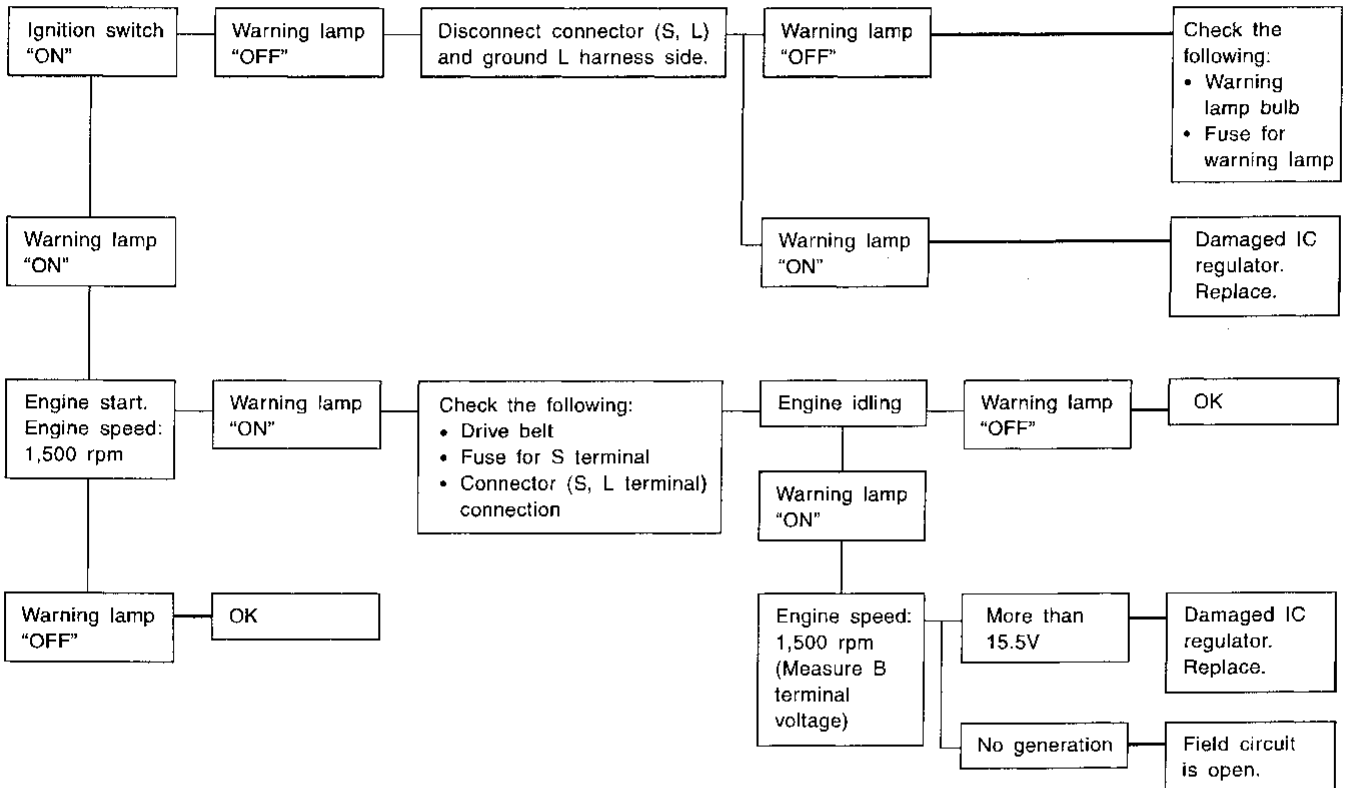 Ignition switch
“ON”
Warning lamp
“OFF”
Disconnect connector (S, L)
and ground L harness side.
Warning lamp
“OFF”
Check the
following:
• Warning
lamp bulb
• Fuse for
warning lamp
Warning lamp
“ON”
Warning lamp
“ON”
Damaged IC
regulator.
Replace.
Engine start.
Engine speed:
1,500 rpm
Warning lamp
“ON”
Check the following:
• Drive belt
• Fuse for S terminal
• Connector (S, L terminal)
connection
Engine idling
Warning lamp
“OFF”
OK
Warning lamp
“ON”
Warning lamp
“OFF”
OK
Engine speed:
1,500 rpm
(Measure B
terminal
voltage)
More than
15.5V
Damaged IC
regulator.
Replace.
No generation
Field circuit
is open.